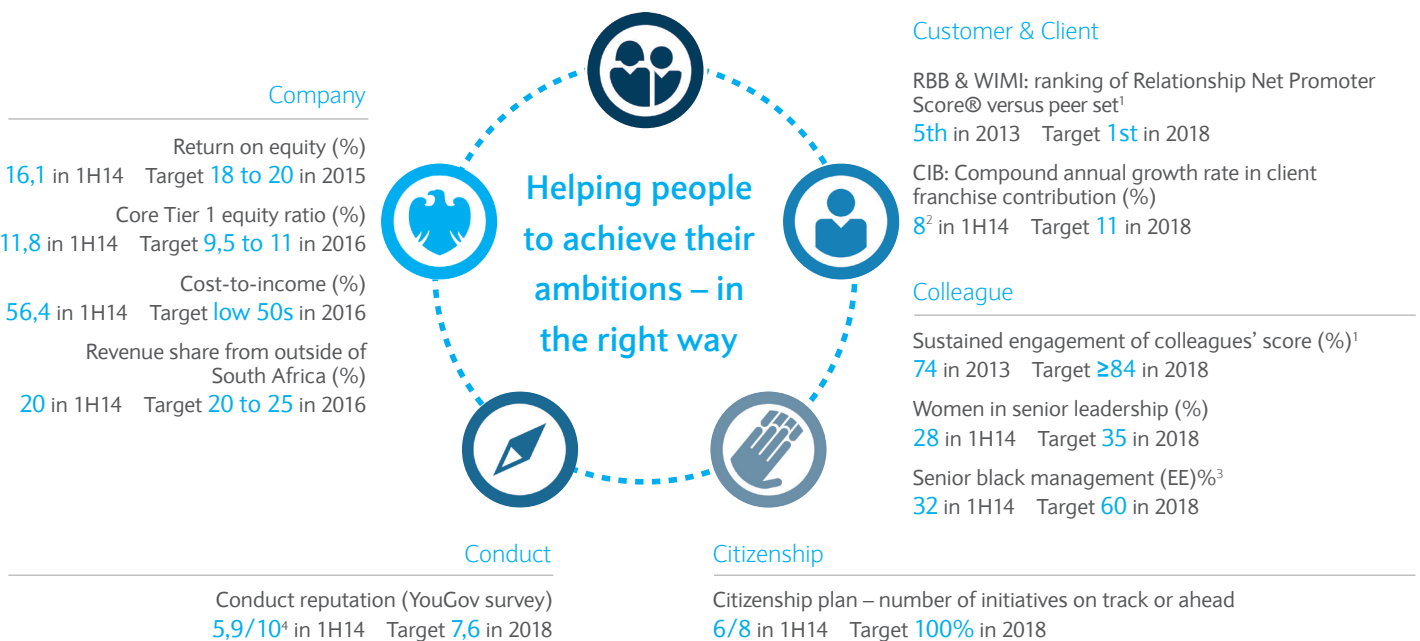 Company
Return on equity (%)
16,1 in 1H14 Target 18 to 20 in 2015
Core Tier 1 equity ratio (%)
11,8 in 1H14 Target 9,5 to 11 in 2016
Cost-to-income (%)
56,4 in 1H14 Target low 50s in 2016
Revenue share from outside of
South Africa (%)
20 in 1H14 Target 20 to 25 in 2016
Helping people
to achieve their
ambitions – in
the right way
Customer & Client
RBB & WIMI: ranking of Relationship Net Promoter
Score® versus peer set¹
5th in 2013 Target 1st in 2018
CIB: Compound annual growth rate in client
franchise contribution (%)
8² in 1H14 Target 11 in 2018
Colleague
Sustained engagement of colleagues’ score (%)¹
74 in 2013 Target ≥84 in 2018
Women in senior leadership (%)
28 in 1H14 Target 35 in 2018
Senior black management (EE)%³
32 in 1H14 Target 60 in 2018
Conduct
Conduct reputation (YouGov survey)
5,9/10⁴ in 1H14 Target 7,6 in 2018
Citizenship
Citizenship plan – number of initiatives on track or ahead
6/8 in 1H14 Target 100% in 2018